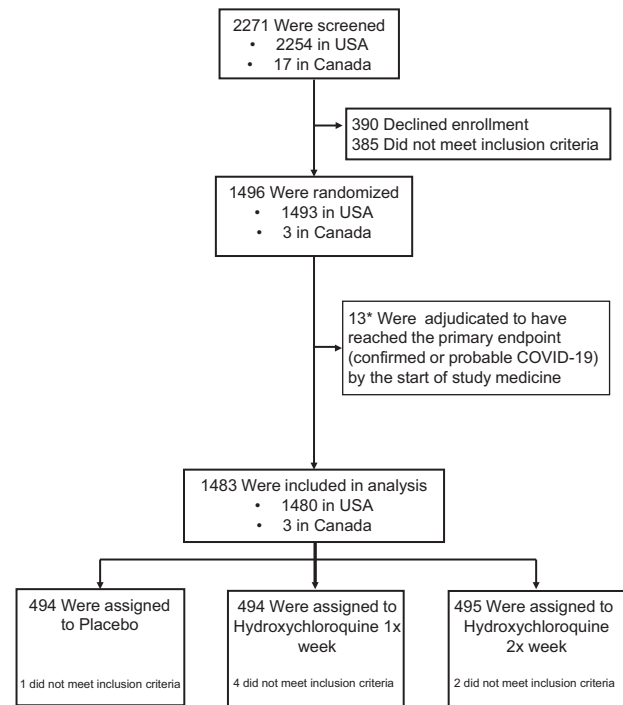 2271 Were screened
• 2254 in USA
• 17 in Canada
390 Declined enrollment
385 Did not meet inclusion criteria
1496 Were randomized
• 1493 in USA
• 3 in Canada
13* Were adjudicated to have
reached the primary endpoint
(confirmed or probable COVID-19)
by the start of study medicine
1483 Were included in analysis
• 1480 in USA
• 3 in Canada
494 Were assigned
to Placebo
1 did not meet inclusion criteria
494 Were assigned to
Hydroxychloroquine 1x
week
4 did not meet inclusion criteria
495 Were assigned to
Hydroxychloroquine
2x week
2 did not meet inclusion criteria